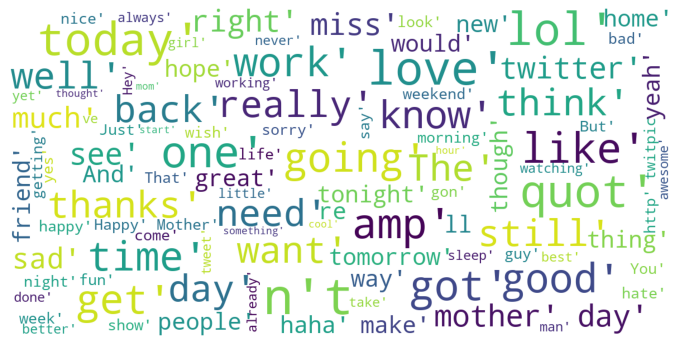 nice' always' look' new' home'
today' girl' right' miss' never' lol' bad'
well' hope' work' would' love' twitter' yeah'
yet' thought' Hey' mom' working' weekend'
much' ve back' really' know' think'
Just' start' wish' sorry' say' morning' But' twitpic'
friend' getting' yes' see' one' life' going' The' though' like' awesome'
And' That' great' hour' watching'
thanks' little' tonight' gon' quot' http'
happy' Happy' Mother' need' re amp' ll still' thing'
sad' time' come' tweet' something' cool' want' tomorrow' sleep' guy' best' You'
night' fun' get' day' n't' way' got' good' hate'
done' already' take'
week' better' show' people' haha' make' mother' day' man'